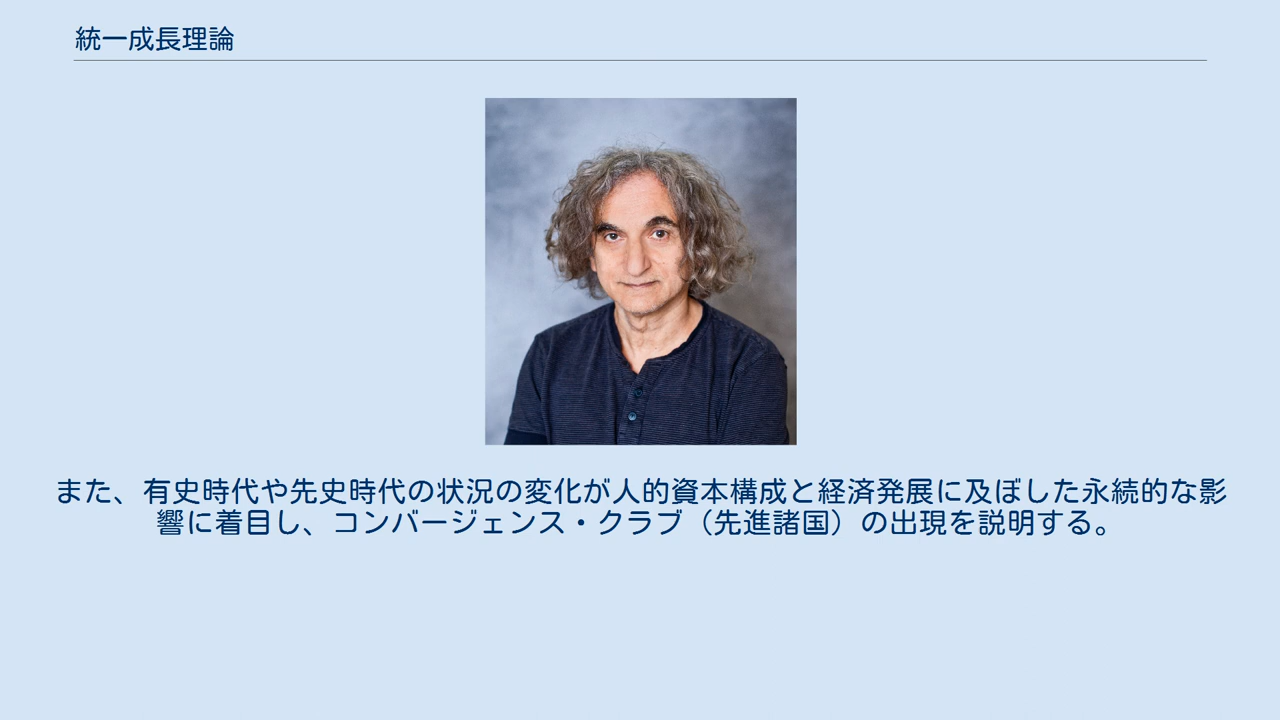 統一成長理論
また、有史時代や先史時代の状況の変化が人的資本構成と経済発展に及ぼした永続的な影
響に着目し、コンバージェンス・クラブ（先進諸国）の出現を説明する。